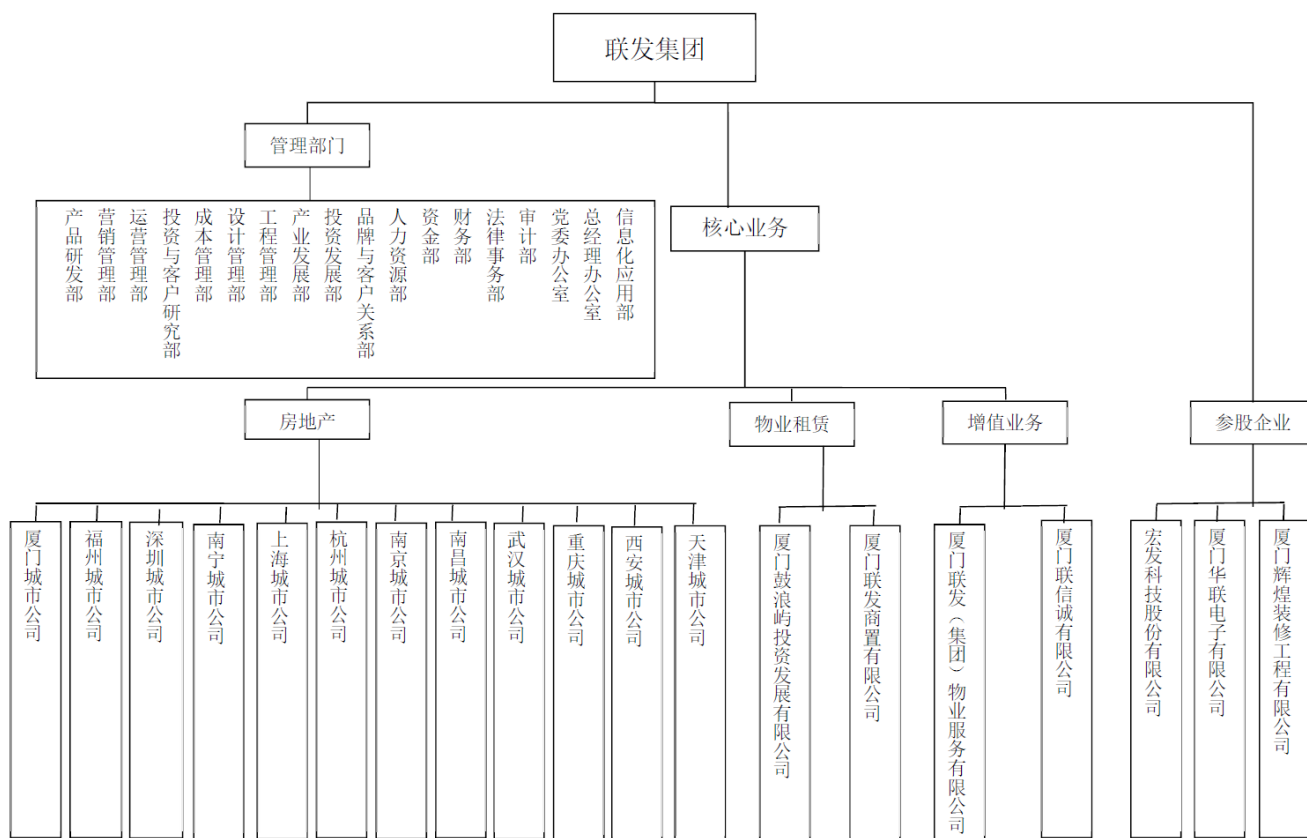 联发集团
管理部门
产品研发部
营销管理部
运营管理部
投资与客户研究部
成本管理部
设计管理部
工程管理部
产业发展部
投资发展部
品牌与客户关系部
人力资源部
资金部
财务部
法律事务部
审计部
党委办公室
总经理办公室
信息化应用部
核心业务
房地产
物业租赁
增值业务
参股企业
厦门城市公司
福州城市公司
深圳城市公司
南宁城市公司
上海城市公司
杭州城市公司
南京城市公司
南昌城市公司
武汉城市公司
重庆城市公司
西安城市公司
天津城市公司
厦门鼓浪屿投资发展有限公司
厦门联发商置有限公司
厦门联发（集团）物业服务有限公司
厦门联信诚有限公司
宏发科技股份有限公司
厦门华联电子有限公司
厦门辉煌装修工程有限公司